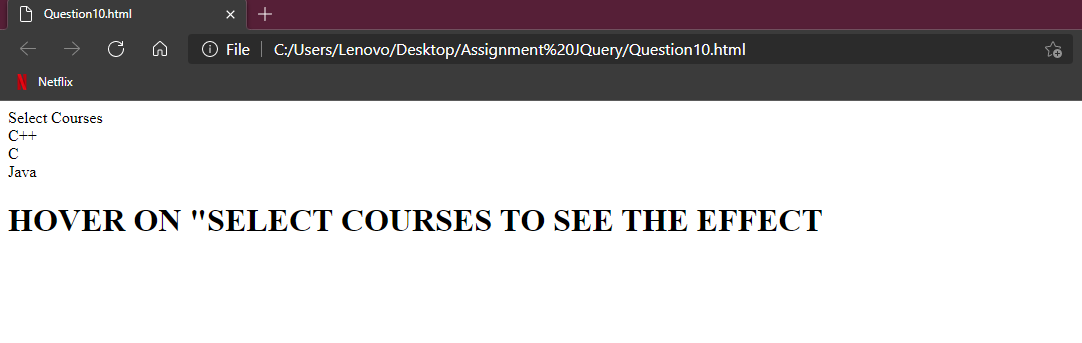 Question10.html
File C:/Users/Lenovo/Desktop/Assignment%20JQuery/Question10.html
Netflix
Select Courses
C++
C
Java
HOVER ON "SELECT COURSES TO SEE THE EFFECT